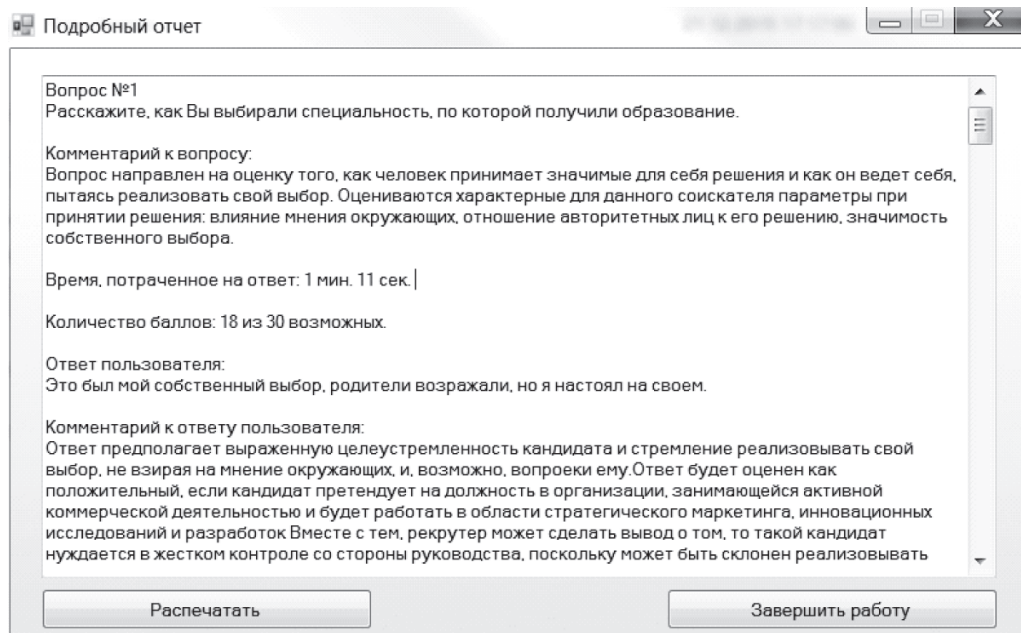 Подробный отчет
Вопрос №1
Расскажите, как Вы выбирали специальность, по которой получили образование.
Комментарий к вопросу:
Вопрос направлен на оценку того, как человек принимает значимые для себя решения и как он ведет себя,
пытаясь реализовать свой выбор. Оцениваются характерные для данного соискателя параметры при
принятии решения: влияние мнения окружающих, отношение авторитетных лиц к его решению, значимость
собственного выбора.
Время, потраченное на ответ: 1 мин. 11 сек.
Количество баллов: 18 из 30 возможных.
Ответ пользователя:
Это был мой собственный выбор, родители возражали, но я настоял на своем.
Комментарий к ответу пользователя:
Ответ предполагает выраженную целеустремленность кандидата и стремление реализовывать свой
выбор, не взирая на мнение окружающих, и, возможно, вопроеки ему.Ответ будет оценен как
положительный, если кандидат претендует на должность в организации, занимающейся активной
коммерческой деятельностью и будет работать в области стратегического маркетинга, инновационных
исследований и разработок Вместе с тем, рекрутер может сделать вывод о том, то такой кандидат
нуждается в жестком контроле со стороны руководства, поскольку может быть склонен реализовывать
Распечатать
Завершить работу